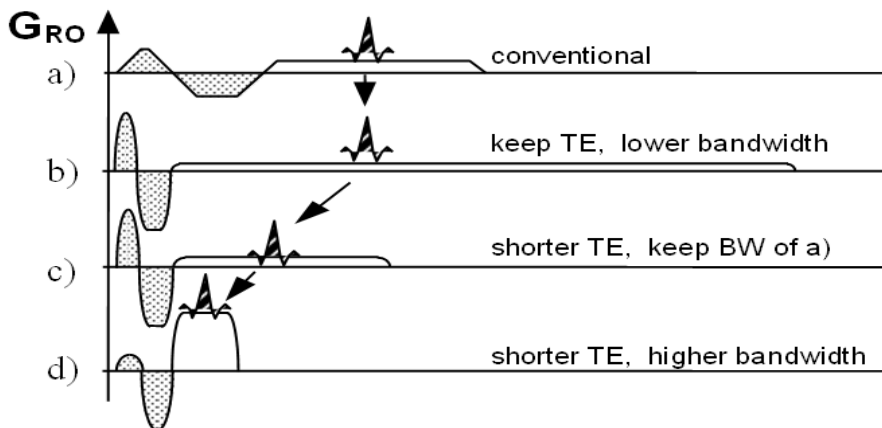 GRO
a) conventional
b) keep TE, lower bandwidth
c) shorter TE, keep BW of a)
d) shorter TE, higher bandwidth